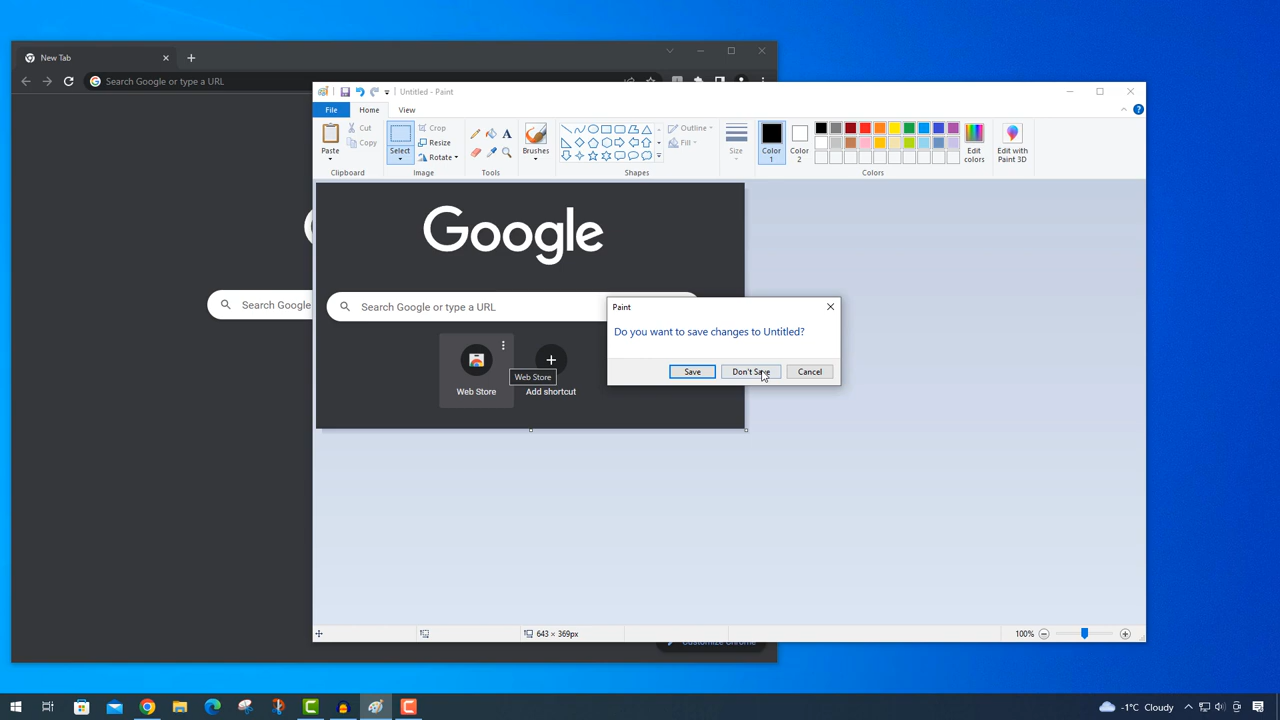 New Tab
Search Google or type a URL
Untitled - Paint
File
Home
View
Paste
Cut
Copy
Clipboard
Select
Crop
Resize
Rotate
Image
Tools
Brushes
Outline
Fill
Shapes
Size
Color
1
Color
2
Edit
colors
Colors
Edit with
Paint 3D
Google
Search Google or type a URL
Search Google
Web Store
Web Store
Add shortcut
Paint
Do you want to save changes to Untitled?
Save
Don't Save
Cancel
643 × 369px
100%
Customize Chrome
-1°C Cloudy